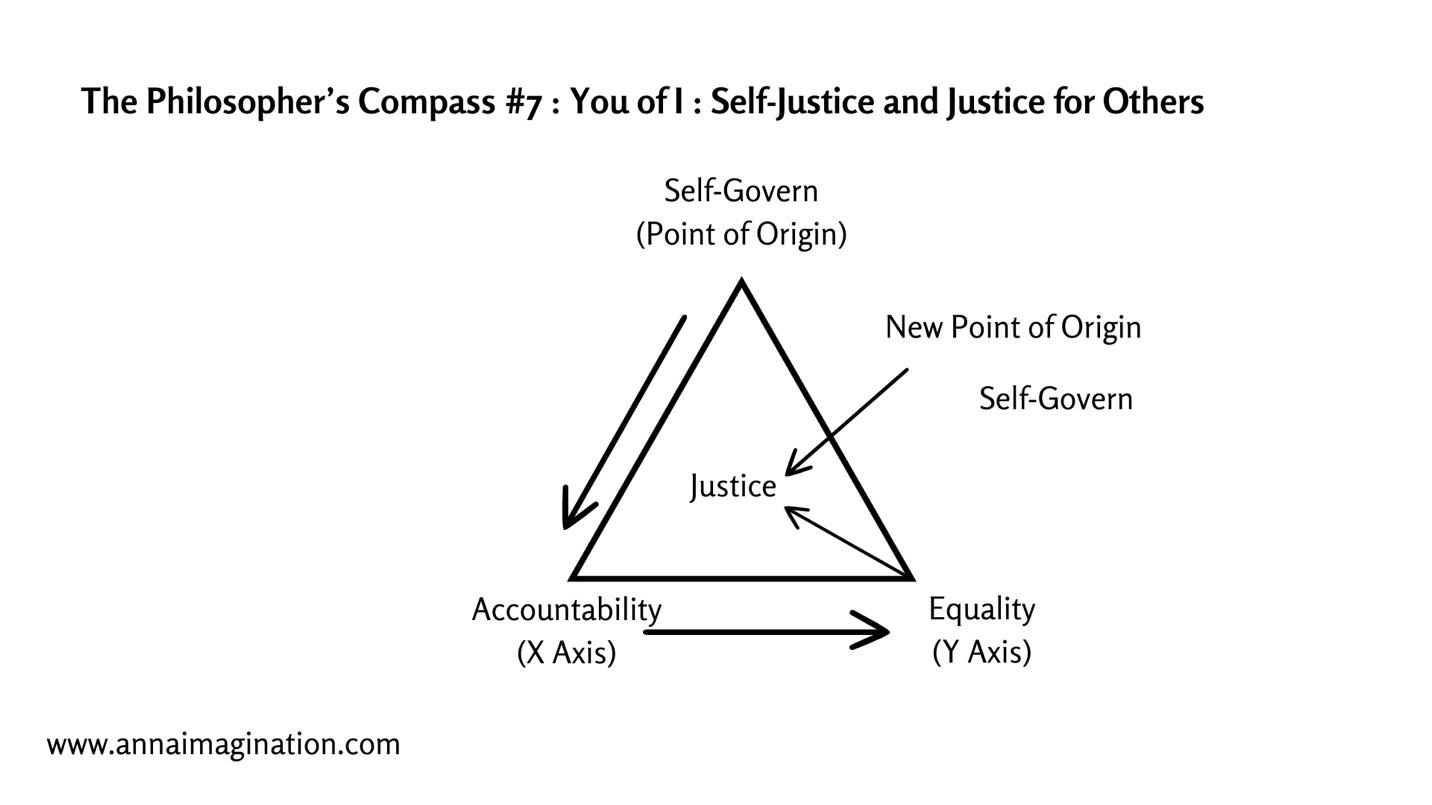 The Philosopher’s Compass #7 : You of I : Self-Justice and Justice for Others
Self-Govern
(Point of Origin)
New Point of Origin
Self-Govern
Justice
Accountability
(X Axis)
Equality
(Y Axis)
www.annaimagination.com